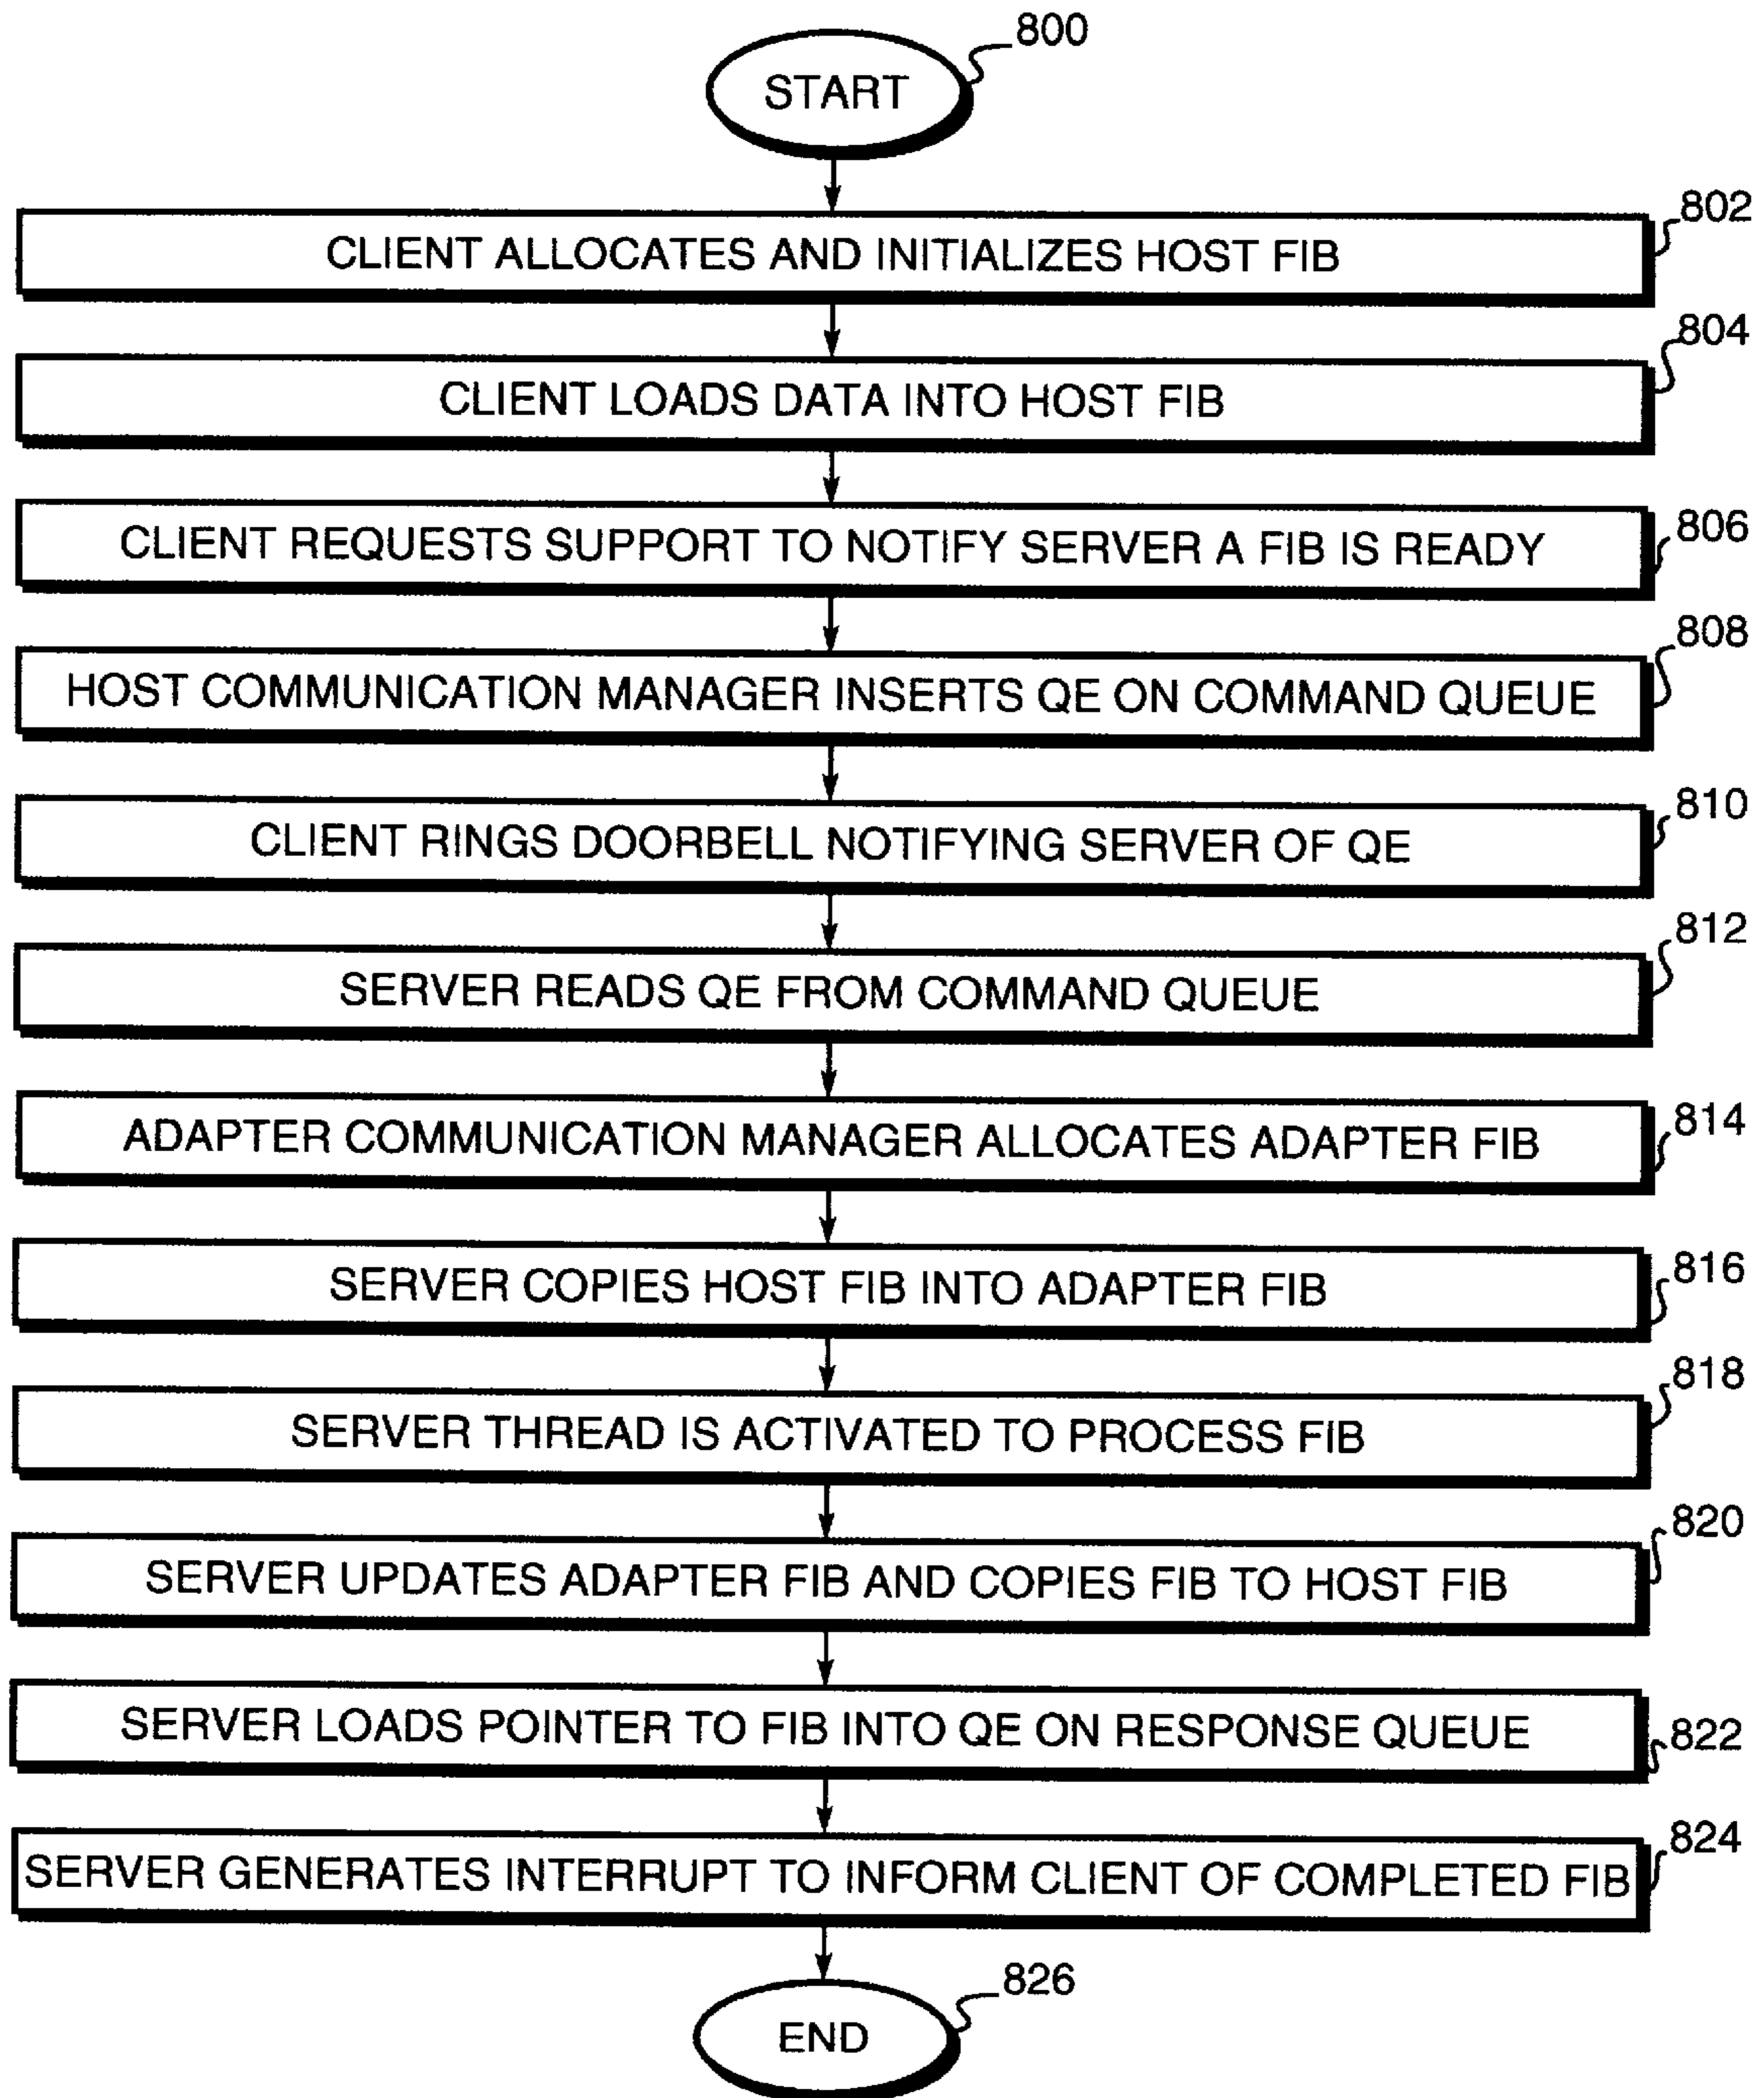 800
START
802
CLIENT ALLOCATES AND INITIALIZES HOST FIB
804
CLIENT LOADS DATA INTO HOST FIB
806
CLIENT REQUESTS SUPPORT TO NOTIFY SERVER A FIB IS READY
808
HOST COMMUNICATION MANAGER INSERTS QE ON COMMAND QUEUE
810
CLIENT RINGS DOORBELL NOTIFYING SERVER OF QE
812
SERVER READS QE FROM COMMAND QUEUE
814
ADAPTER COMMUNICATION MANAGER ALLOCATES ADAPTER FIB
816
SERVER COPIES HOST FIB INTO ADAPTER FIB
818
SERVER THREAD IS ACTIVATED TO PROCESS FIB
820
SERVER UPDATES ADAPTER FIB AND COPIES FIB TO HOST FIB
822
SERVER LOADS POINTER TO FIB INTO QE ON RESPONSE QUEUE
824
SERVER GENERATES INTERRUPT TO INFORM CLIENT OF COMPLETED FIB
826
END